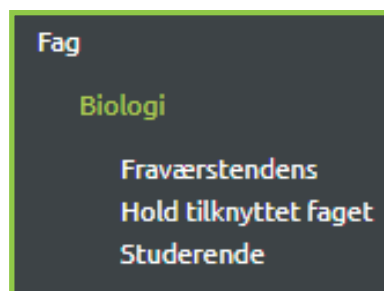 Fag
Biologi
Fraværstendens
Hold tilknyttet faget
Studerende